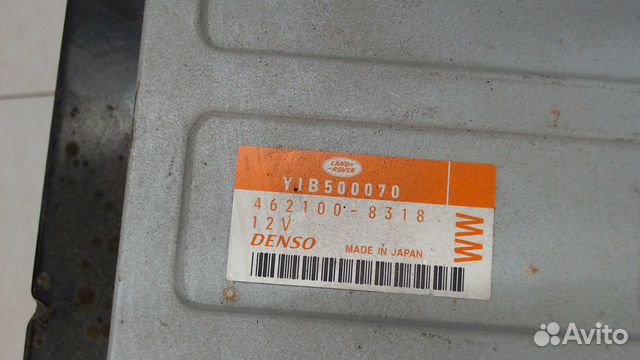 LAND-
ROVER
YIB500070
462100-8318
12V
DENSO MADE IN JAPAN
WW
Avito